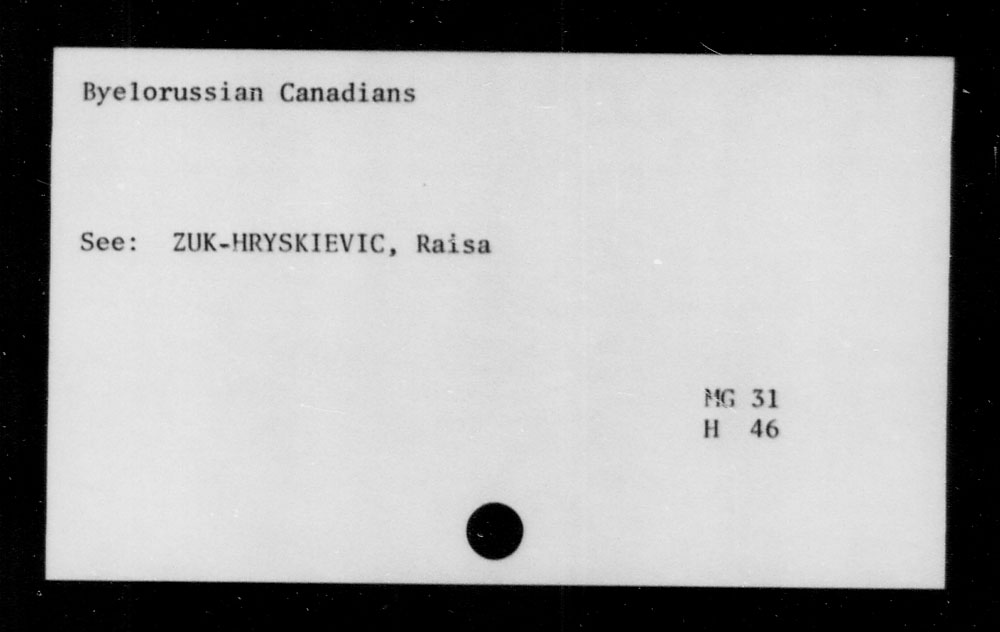 Byelorussian Canadians
See: ZUK-HRYSKIEVIC, Raisa
MG 31
H 46